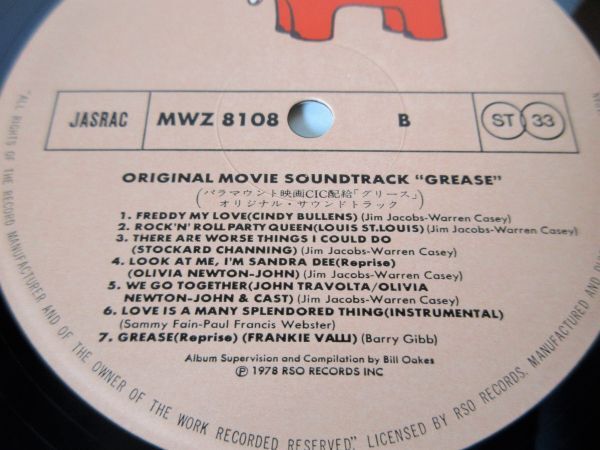 JASRAC MWZ 8108 B ST 33
ORIGINAL MOVIE SOUNDTRACK "GREASE"
(パラマウント映画CIC配給「グリース」
オリジナル・サウンドトラック)
1. FREDDY MY LOVE(CINDY BULLENS) (Jim Jacobs-Warren Casey)
2. ROCK'N'ROLL PARTY QUEEN(LOUIS ST.LOUIS) (Jim Jacobs-Warren Casey)
3. THERE ARE WORSE THINGS I COULD DO
(STOCKARD CHANNING) (Jim Jacobs-Warren Casey)
4. LOOK AT ME, I'M SANDRA DEE(Reprise)
(OLIVIA NEWTON-JOHN) (Jim Jacobs-Warren Casey)
5. WE GO TOGETHER(JOHN TRAVOLTA/OLIVIA
NEWTON-JOHN & CAST) (Jim Jacobs-Warren Casey)
6. LOVE IS A MANY SPLENDORED THING(INSTRUMENTAL)
(Sammy Fain-Paul Francis Webster)
7. GREASE(Reprise) (FRANKIE VALLI) (Barry Gibb)
Album Supervision and Compilation by Bill Oakes
℗ 1978 RSO RECORDS INC
"ALL RIGHTS OF THE RECORD MANUFACTURER AND OF THE OWNER OF THE WORK RECORDED RESERVED", LICENSED BY RSO RECORDS, MANUFACTURED AND